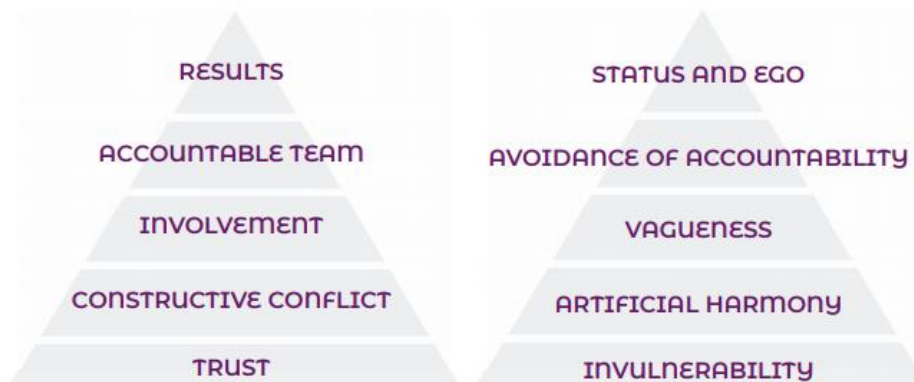 RESULTS
ACCOUNTABLE TEAM
INVOLVEMENT
CONSTRUCTIVE CONFLICT
TRUST
STATUS AND EGO
AVOIDANCE OF ACCOUNTABILITY
VAGUENESS
ARTIFICIAL HARMONY
INVULNERABILITY